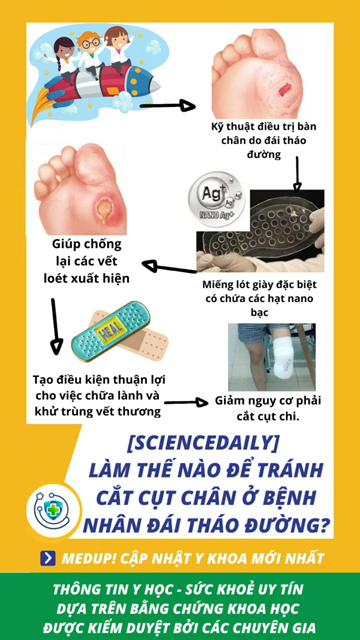 Kỹ thuật điều trị bàn
chân do đái tháo
đường
Ag+
NANO Ag+
Giúp chống
lại các vết
loét xuất hiện
Miếng lót giày đặc biệt
có chứa các hạt nano
bạc
HEAL
Tạo điều kiện thuận lợi
cho việc chữa lành và
khử trùng vết thương
Giảm nguy cơ phải
cắt cụt chi.
[SCIENCEDAILY]
LÀM THẾ NÀO ĐỂ TRÁNH
CẮT CỤT CHÂN Ở BỆNH
NHÂN ĐÁI THÁO ĐƯỜNG?
MEDUP! CẬP NHẬT Y KHOA MỚI NHẤT
THÔNG TIN Y HỌC - SỨC KHOẺ UY TÍN
DỰA TRÊN BẰNG CHỨNG KHOA HỌC
ĐƯỢC KIỂM DUYỆT BỞI CÁC CHUYÊN GIA